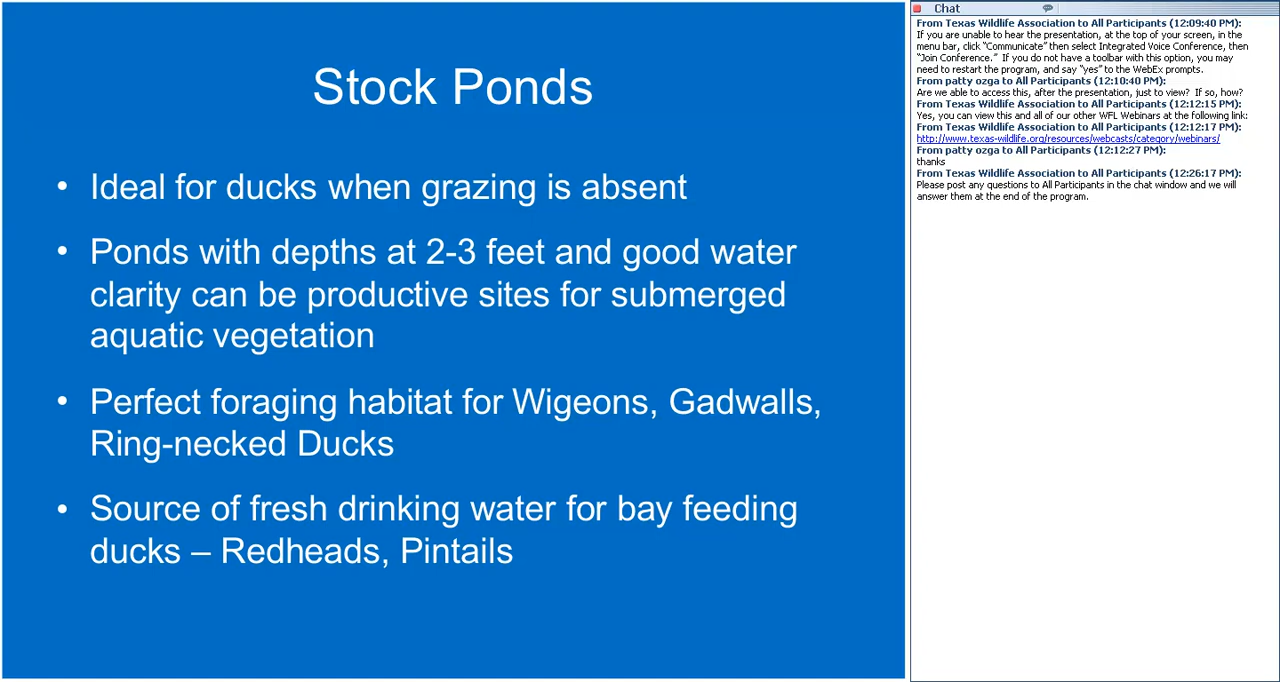 Stock Ponds
• Ideal for ducks when grazing is absent
• Ponds with depths at 2-3 feet and good water
clarity can be productive sites for submerged
aquatic vegetation
• Perfect foraging habitat for Wigeons, Gadwalls,
Ring-necked Ducks
• Source of fresh drinking water for bay feeding
ducks – Redheads, Pintails
Chat
From Texas Wildlife Association to All Participants (12:09:40 PM):
If you are unable to hear the presentation, at the top of your screen, in the
menu bar, click “Communicate” then select Integrated Voice Conference, then
“Join Conference.”  If you do not have a toolbar with this option, you may
need to restart the program, and say “yes” to the WebEx prompts.
From patty ozga to All Participants (12:10:40 PM):
Are we able to access this, after the presentation, just to view?  If so, how?
From Texas Wildlife Association to All Participants (12:12:15 PM):
Yes, you can view this and all of our other WFL Webinars at the following link:
From Texas Wildlife Association to All Participants (12:12:17 PM):
http://www.texas-wildlife.org/resources/webcasts/category/webinars/
From patty ozga to All Participants (12:12:27 PM):
thanks
From Texas Wildlife Association to All Participants (12:26:17 PM):
Please post any questions to All Participants in the chat window and we will
answer them at the end of the program.